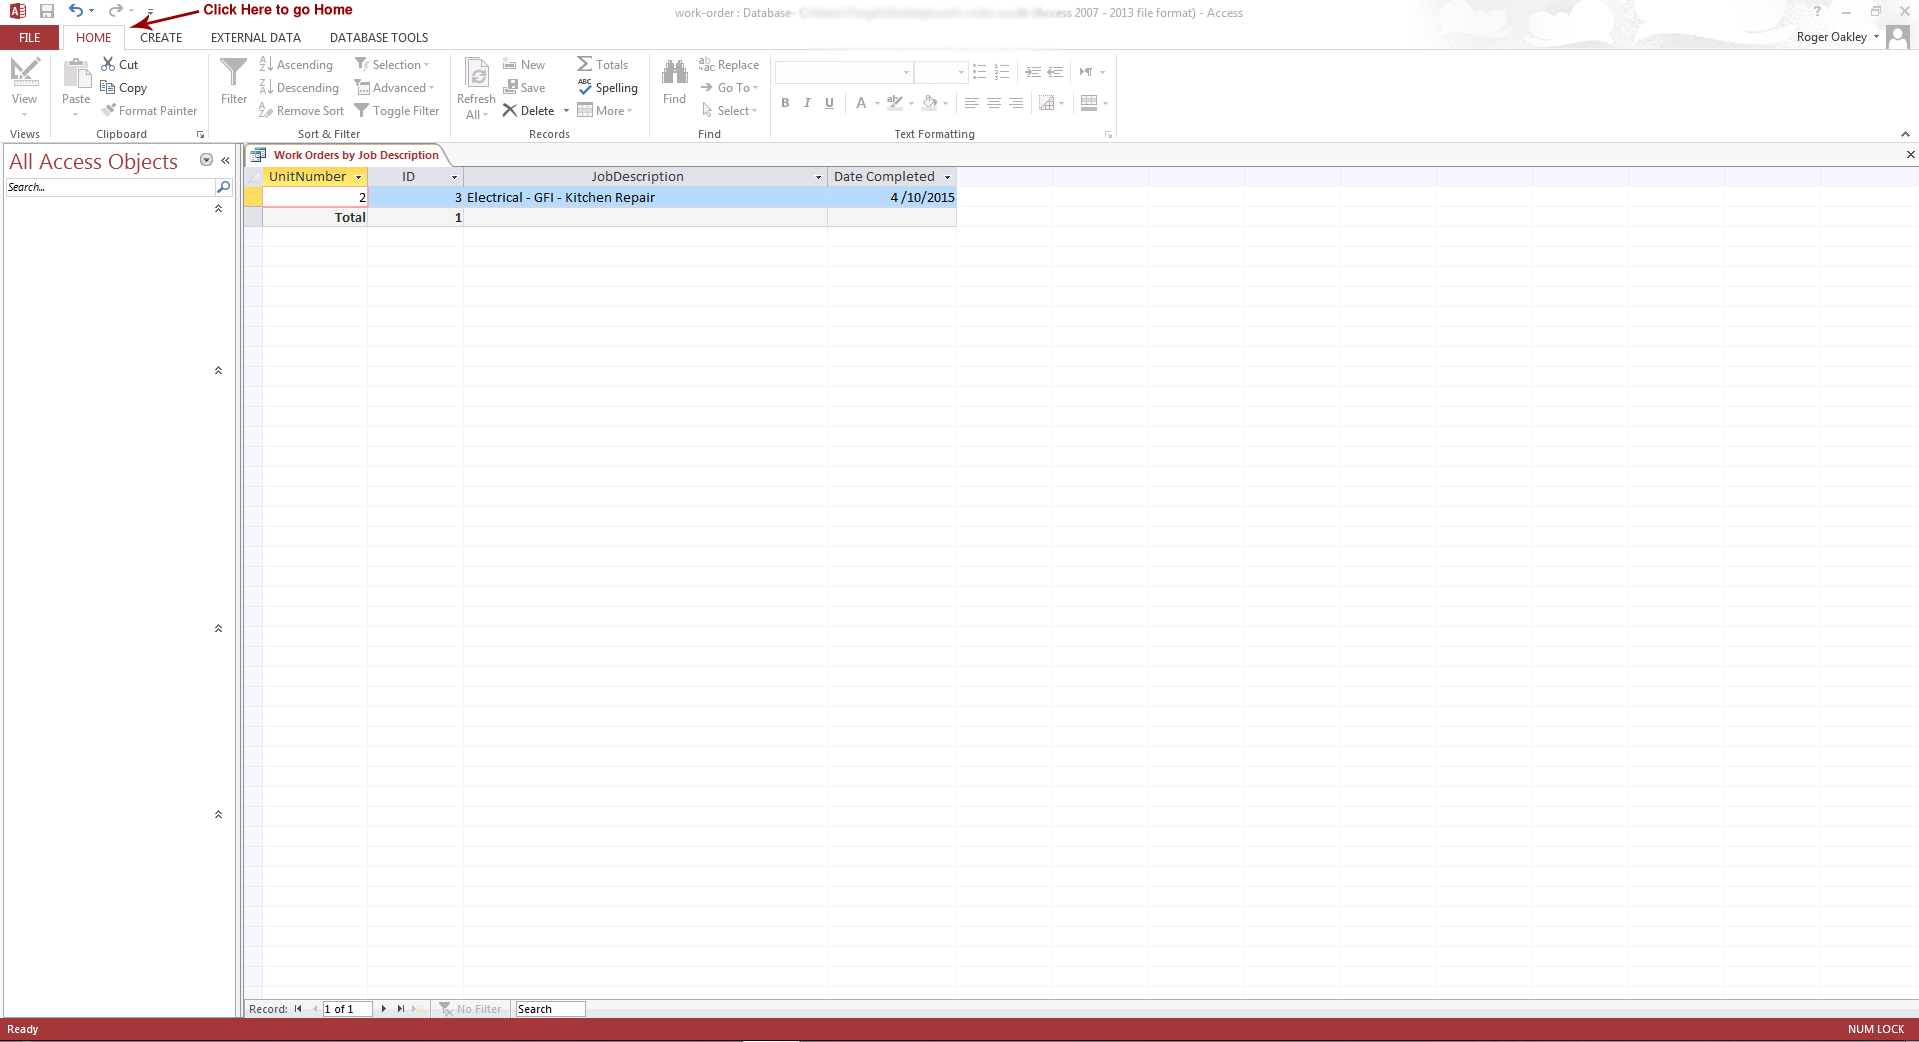 Click Here to go Home
work-order : Database- 2007 - 2013 file format) - Access
?
FILE HOME CREATE EXTERNAL DATA DATABASE TOOLS
Roger Oakley
View
Views
Paste
Cut
Copy
Format Painter
Clipboard
Filter
Ascending
Descending
Remove Sort
Selection
Advanced
Toggle Filter
Sort & Filter
Refresh
All
New
Save
Delete
Totals
ABC Spelling
More
Records
Find
Replace
Go To
Select
Find
B I U A
Text Formatting
All Access Objects
Search...
Work Orders by Job Description
UnitNumber ID JobDescription Date Completed
2 3 Electrical - GFI - Kitchen Repair 4 /10/2015
Total 1
Record: 1 of 1 No Filter Search
Ready NUM LOCK